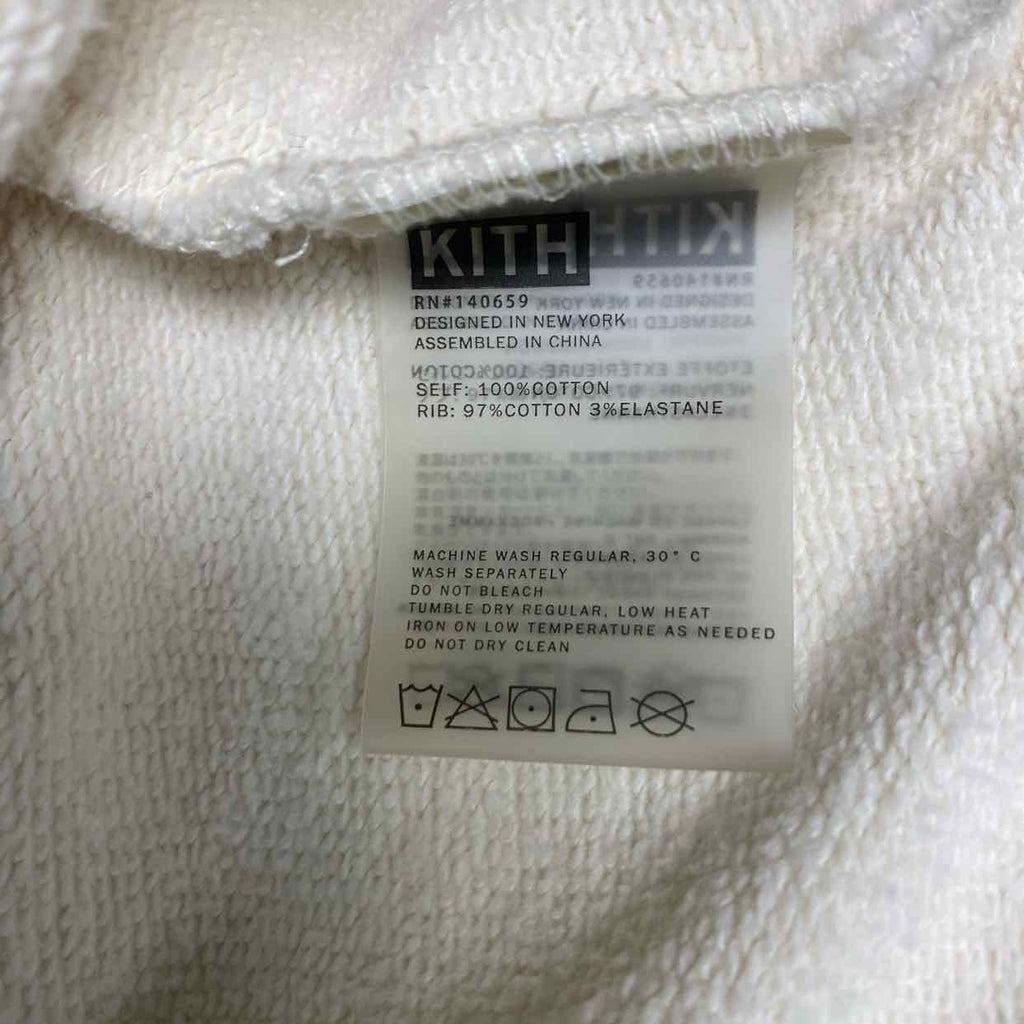 KITH
RN#140659
DESIGNED IN NEW YORK
ASSEMBLED IN CHINA
SELF: 100%COTTON
RIB: 97%COTTON 3%ELASTANE
MACHINE WASH REGULAR, 30° C
WASH SEPARATELY
DO NOT BLEACH
TUMBLE DRY REGULAR, LOW HEAT
IRON ON LOW TEMPERATURE AS NEEDED
DO NOT DRY CLEAN